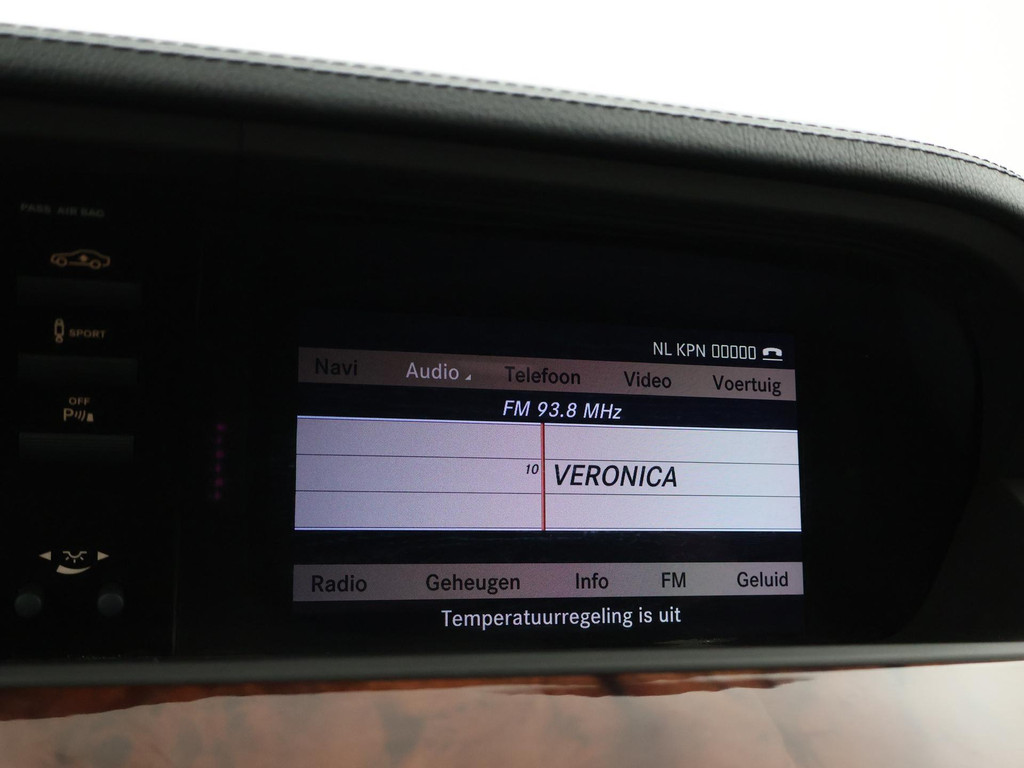 PASS AIR BAG
SPORT
OFF
P
NL KPN
Navi Audio Telefoon Video Voertuig
FM 93.8 MHz
10 VERONICA
Radio Geheugen Info FM Geluid
Temperatuurregeling is uit